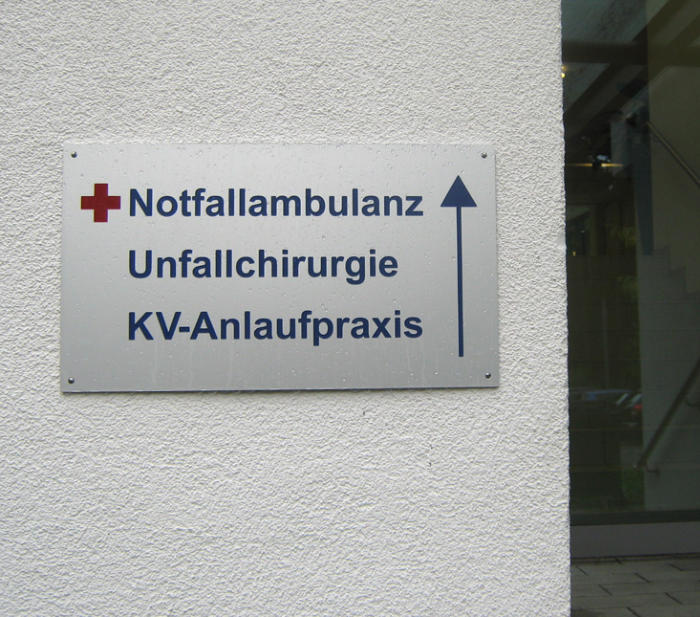 Notfallambulanz
Unfallchirurgie
KV-Anlaufpraxis